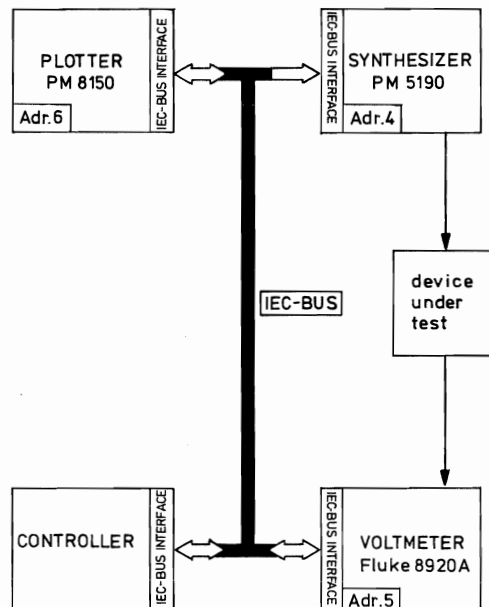 PLOTTER
PM 8150
Adr.6
IEC-BUS INTERFACE
IEC-BUS INTERFACE
SYNTHESIZER
PM 5190
Adr.4
device
under
test
IEC-BUS
CONTROLLER
IEC-BUS INTERFACE
IEC-BUS INTERFACE
VOLTMETER
Fluke 8920A
Adr.5